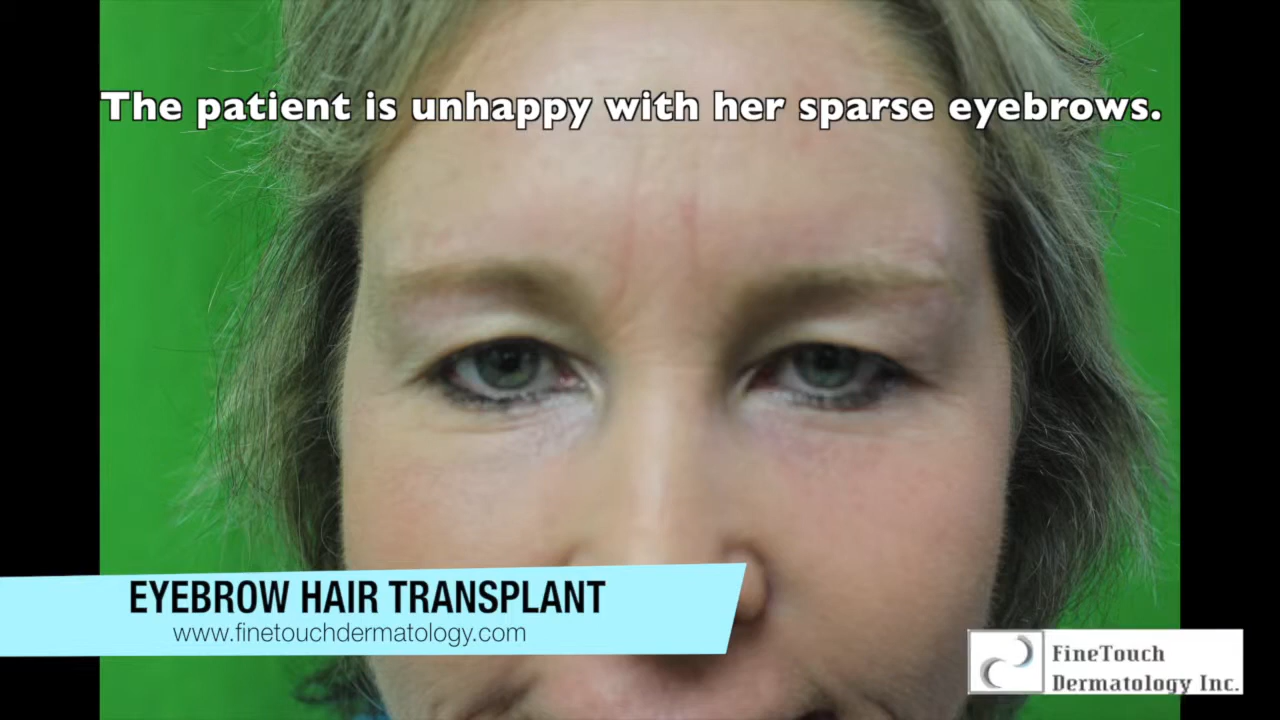 The patient is unhappy with her sparse eyebrows.
EYEBROW HAIR TRANSPLANT
www.finetouchdermatology.com
FineTouch
Dermatology Inc.